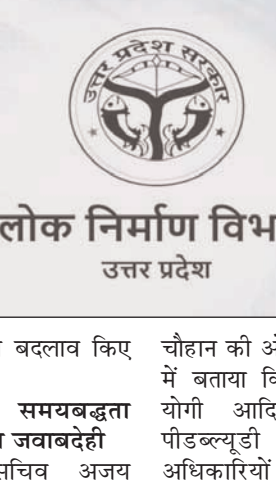 उत्तर प्रदेश सरकार
लोक निर्माण विभ
उत्तर प्रदेश
बदलाव किए
समयबद्धता
जवाबदेही
सचिव अजय
चौहान की अ
में बताया वि
योगी आदि
पीडब्ल्यूडी
अधिकारियों